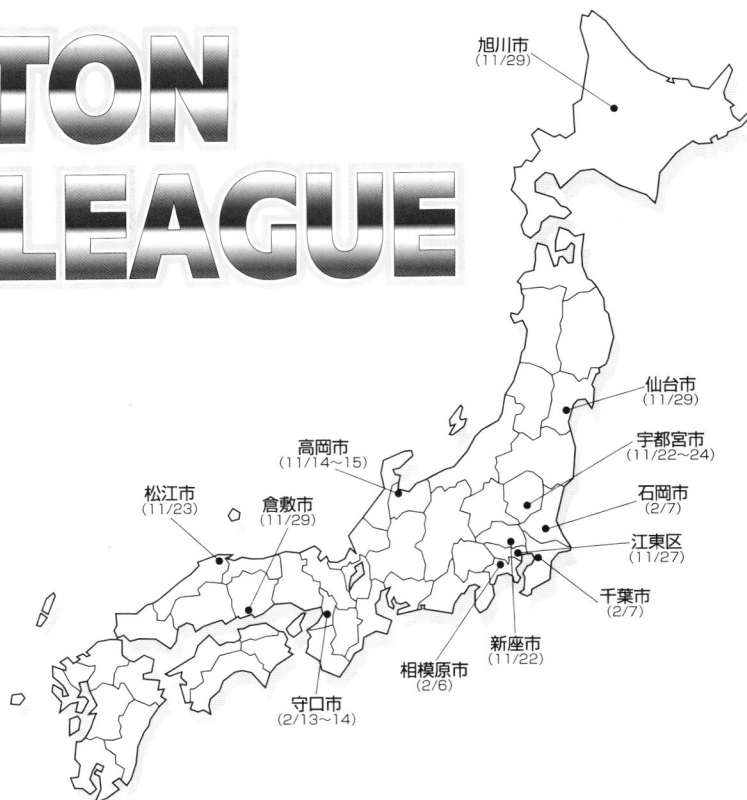 TON
LEAGUE
旭川市
(11/29)
仙台市
(11/29)
宇都宮市
(11/22〜24)
高岡市
(11/14〜15)
石岡市
(2/7)
松江市
(11/23)
倉敷市
(11/29)
江東区
(11/27)
千葉市
(2/7)
新座市
(11/22)
相模原市
(2/6)
守口市
(2/13〜14)